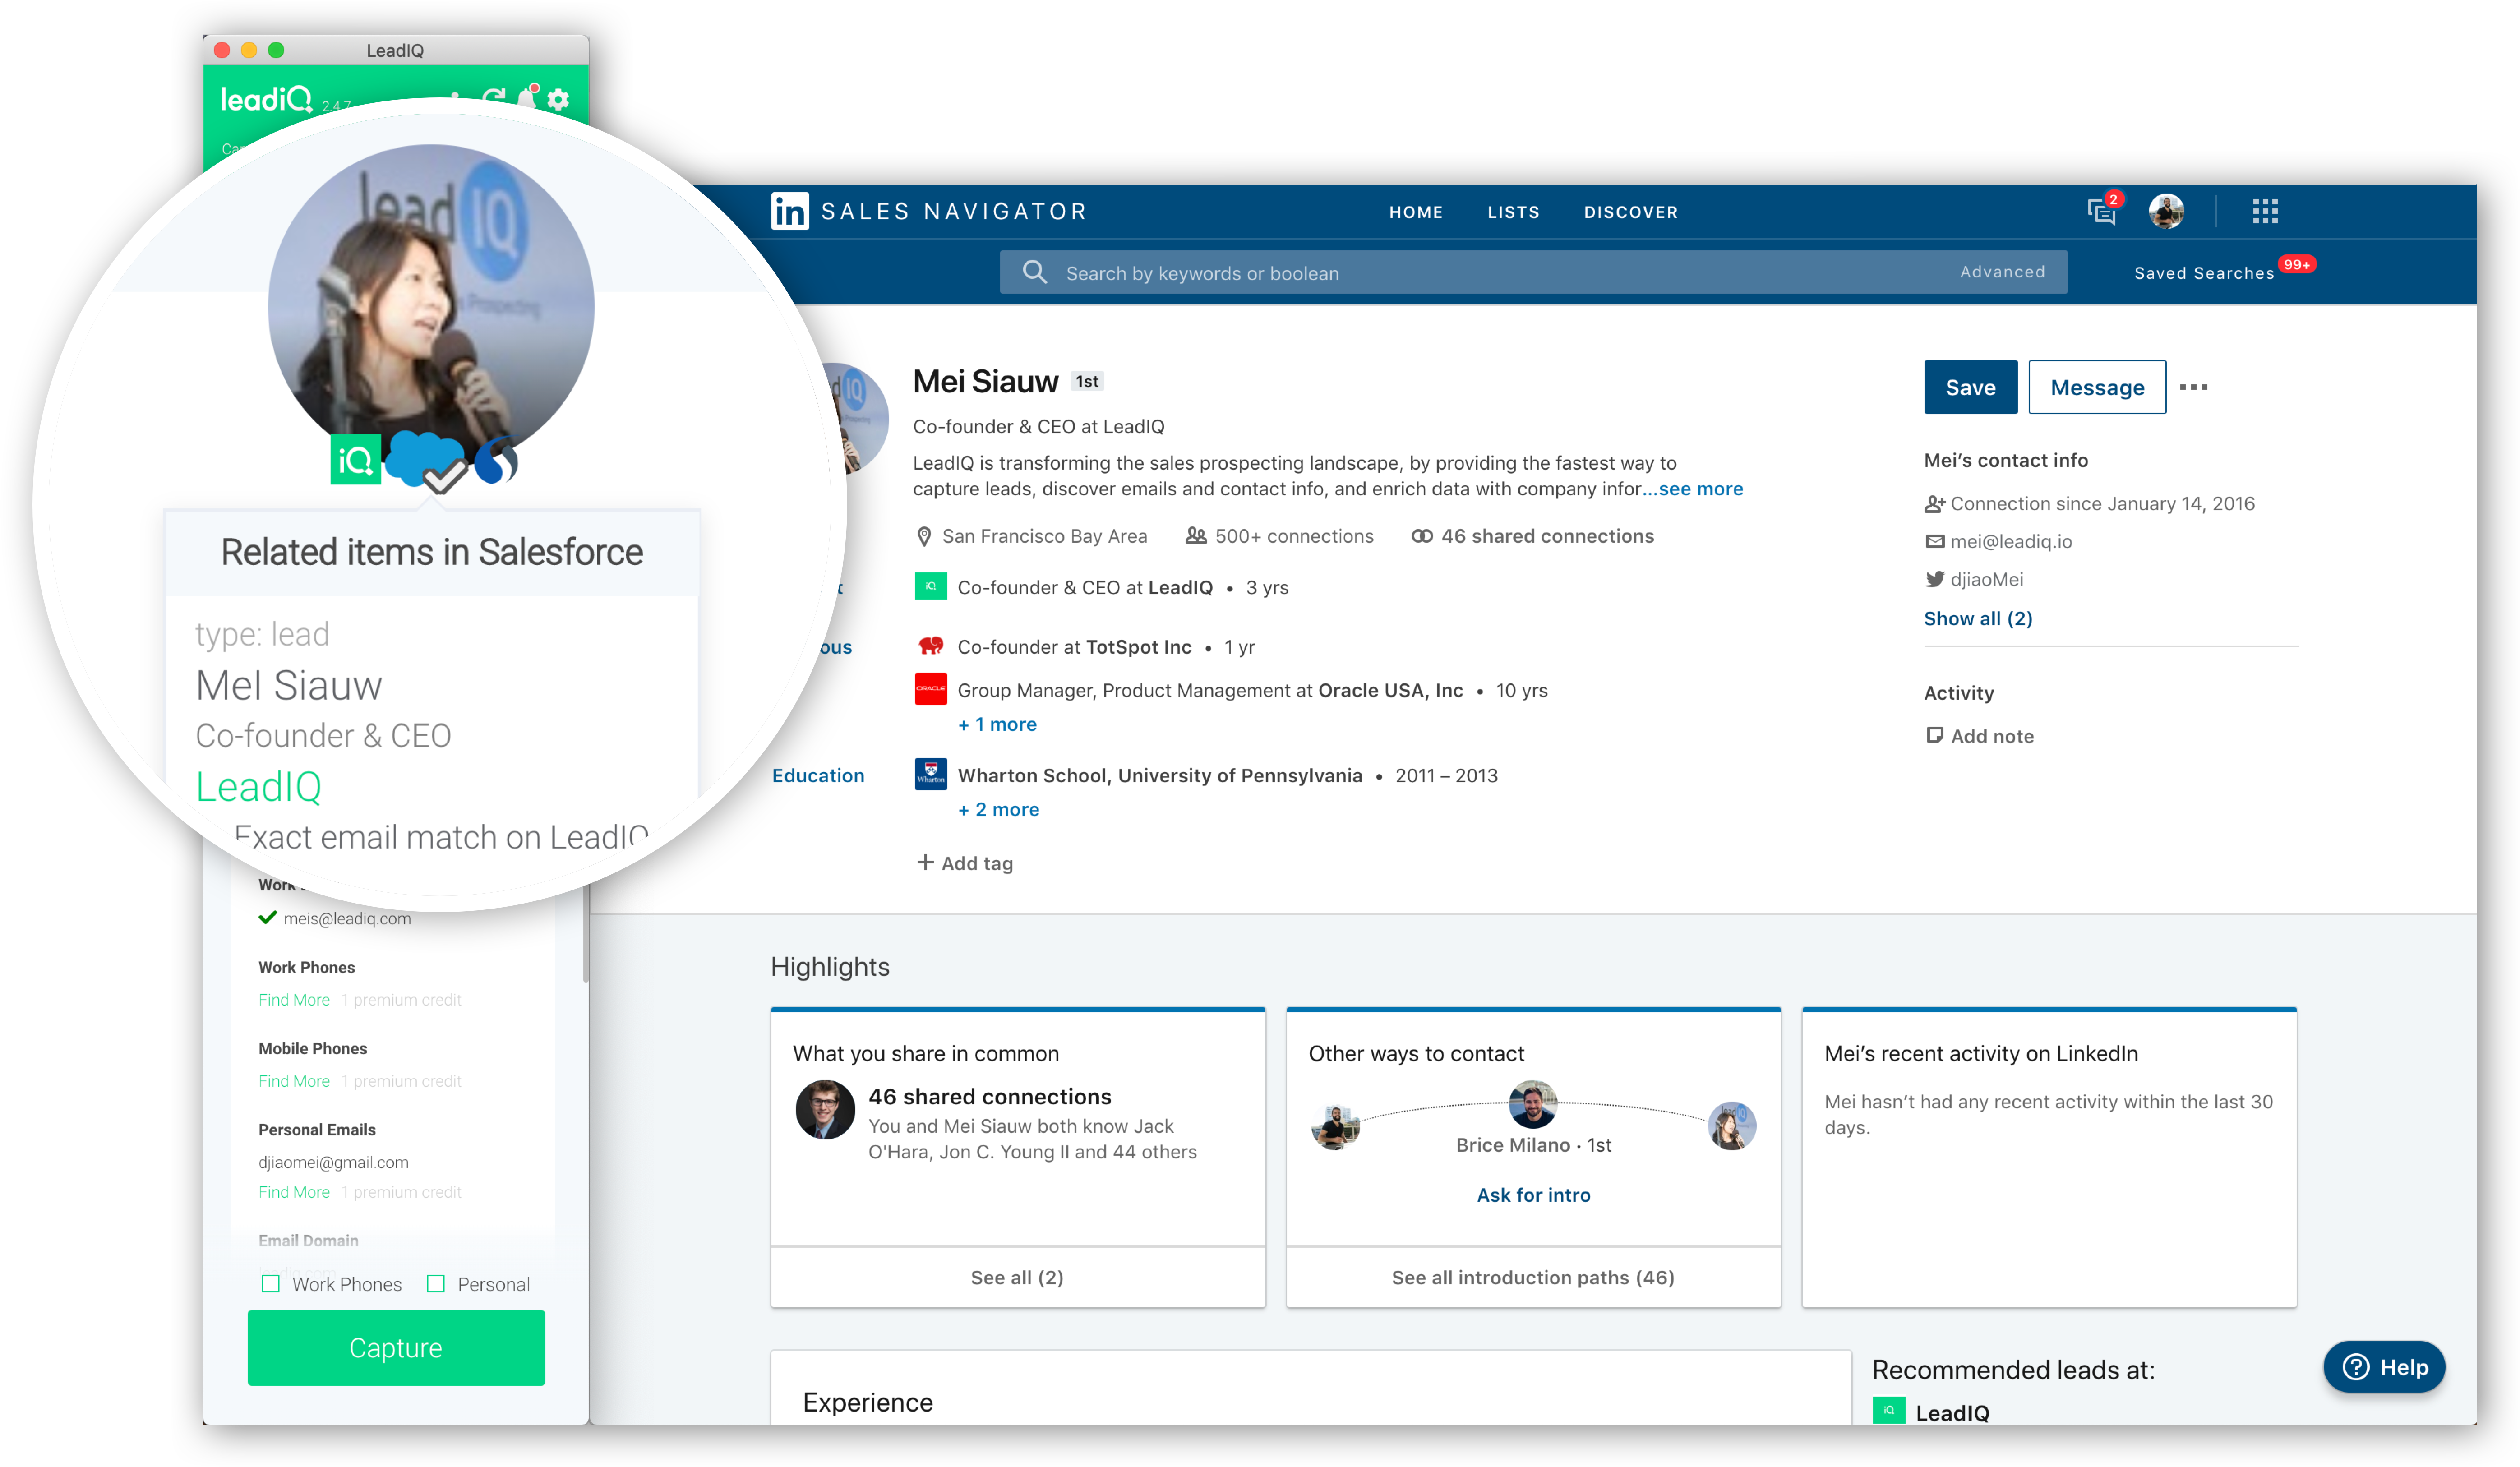 LeadIQ
leadiQ 2.4.7
lead IQ
Prospecting
iQ
Related items in Salesforce
type: lead
Mel Siauw
Co-founder & CEO
LeadIQ
Exact email match on LeadIQ
Work
meis@leadiq.com
Work Phones
Find More 1 premium credit
Mobile Phones
Find More 1 premium credit
Personal Emails
djiaomei@gmail.com
Find More 1 premium credit
Email Domain
leadiq.com
Work Phones Personal
Capture
in SALES NAVIGATOR
HOME LISTS DISCOVER
2
Search by keywords or boolean
Advanced
Saved Searches 99+
Mei Siauw 1st
Co-founder & CEO at LeadIQ
LeadIQ is transforming the sales prospecting landscape, by providing the fastest way to
capture leads, discover emails and contact info, and enrich data with company infor...see more
San Francisco Bay Area 500+ connections 46 shared connections
iQ Co-founder & CEO at LeadIQ • 3 yrs
ous Co-founder at TotSpot Inc • 1 yr
ORACLE Group Manager, Product Management at Oracle USA, Inc • 10 yrs
+ 1 more
Education Wharton Wharton School, University of Pennsylvania • 2011 – 2013
+ 2 more
+ Add tag
Save Message
Mei’s contact info
Connection since January 14, 2016
mei@leadiq.io
djiaoMei
Show all (2)
Activity
Add note
Highlights
What you share in common
46 shared connections
You and Mei Siauw both know Jack
O'Hara, Jon C. Young II and 44 others
See all (2)
Other ways to contact
Brice Milano · 1st
Ask for intro
See all introduction paths (46)
Mei’s recent activity on LinkedIn
Mei hasn’t had any recent activity within the last 30
days.
Experience
Recommended leads at:
iQ LeadIQ
Help